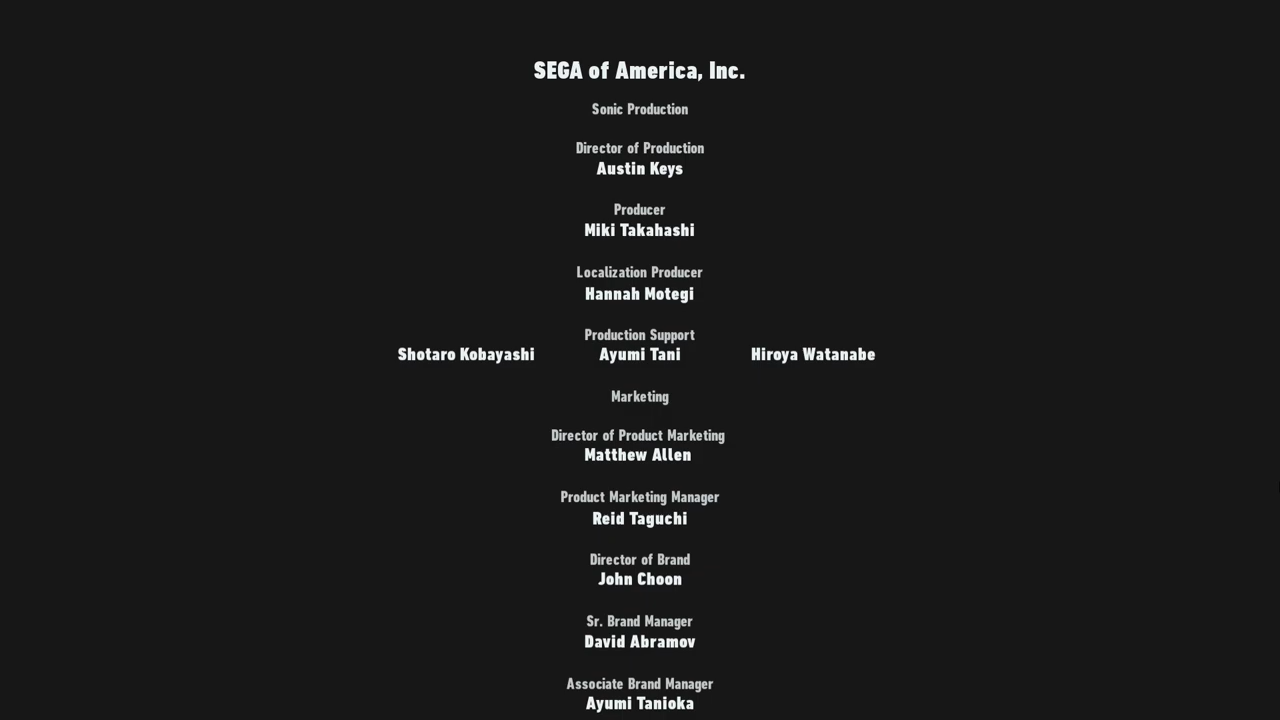 SEGA of America, Inc.
Sonic Production
Director of Production
Austin Keys
Producer
Miki Takahashi
Localization Producer
Hannah Motegi
Production Support
Shotaro Kobayashi Ayumi Tani Hiroya Watanabe
Marketing
Director of Product Marketing
Matthew Allen
Product Marketing Manager
Reid Taguchi
Director of Brand
John Choon
Sr. Brand Manager
David Abramov
Associate Brand Manager
Ayumi Tanioka